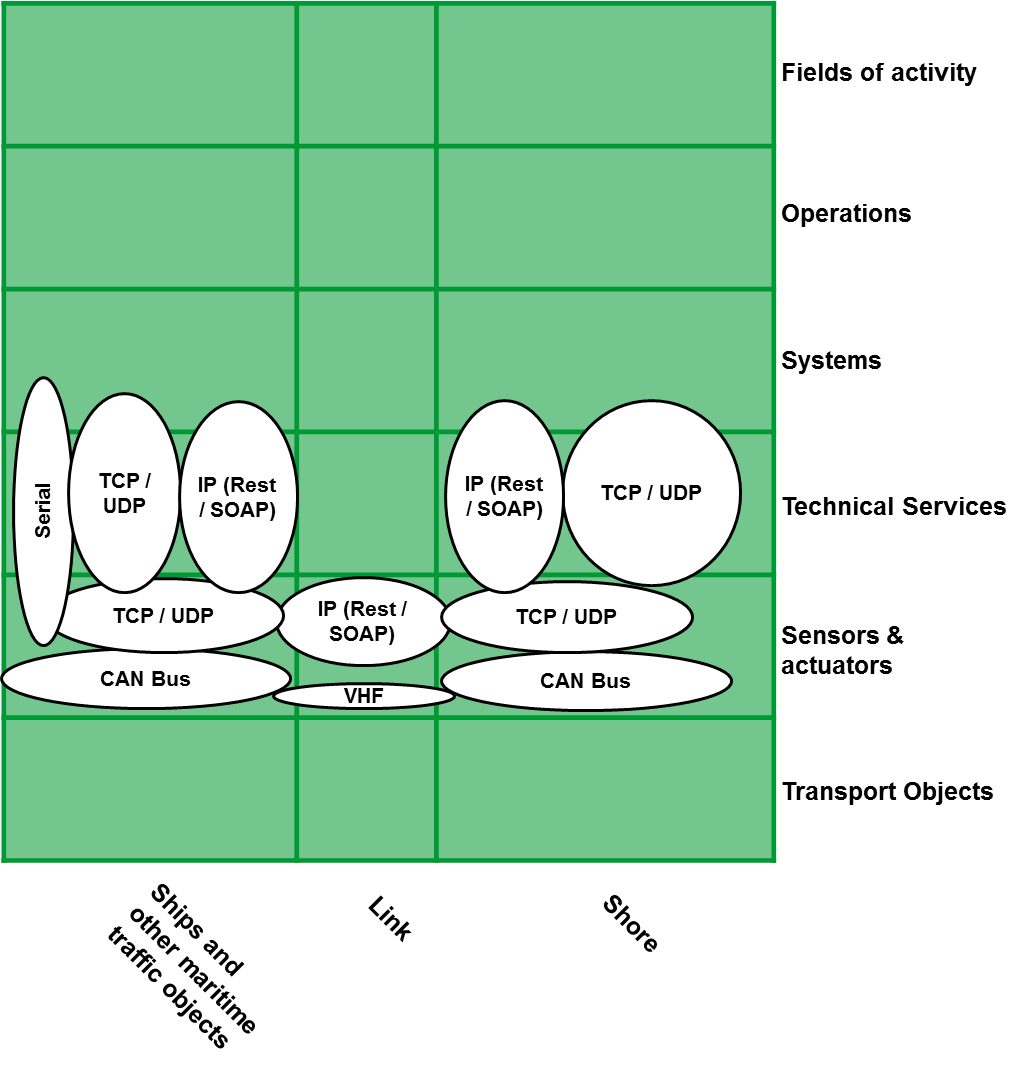 Fields of activity
Operations
Systems
Serial
TCP /
UDP
IP (Rest
/ SOAP)
IP (Rest
/ SOAP)
TCP / UDP
Technical Services
TCP / UDP
IP (Rest /
SOAP)
TCP / UDP
Sensors &
actuators
CAN Bus
VHF
CAN Bus
Transport Objects
Ships and
other maritime
traffic objects
Link
Shore